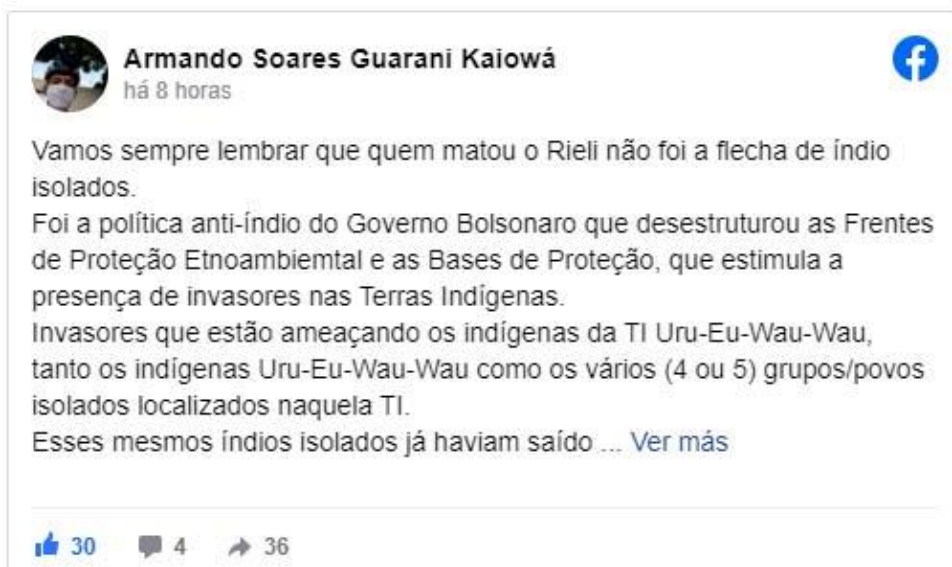 Armando Soares Guarani Kaiowá
há 8 horas
Vamos sempre lembrar que quem matou o Rieli não foi a flecha de índio
isolados.
Foi a política anti-índio do Governo Bolsonaro que desestruturou as Frentes
de Proteção Etnoambiemtal e as Bases de Proteção, que estimula a
presença de invasores nas Terras Indígenas.
Invasores que estão ameaçando os indígenas da TI Uru-Eu-Wau-Wau,
tanto os indígenas Uru-Eu-Wau-Wau como os vários (4 ou 5) grupos/povos
isolados localizados naquela TI.
Esses mesmos índios isolados já haviam saído ... Ver más
30 4 36